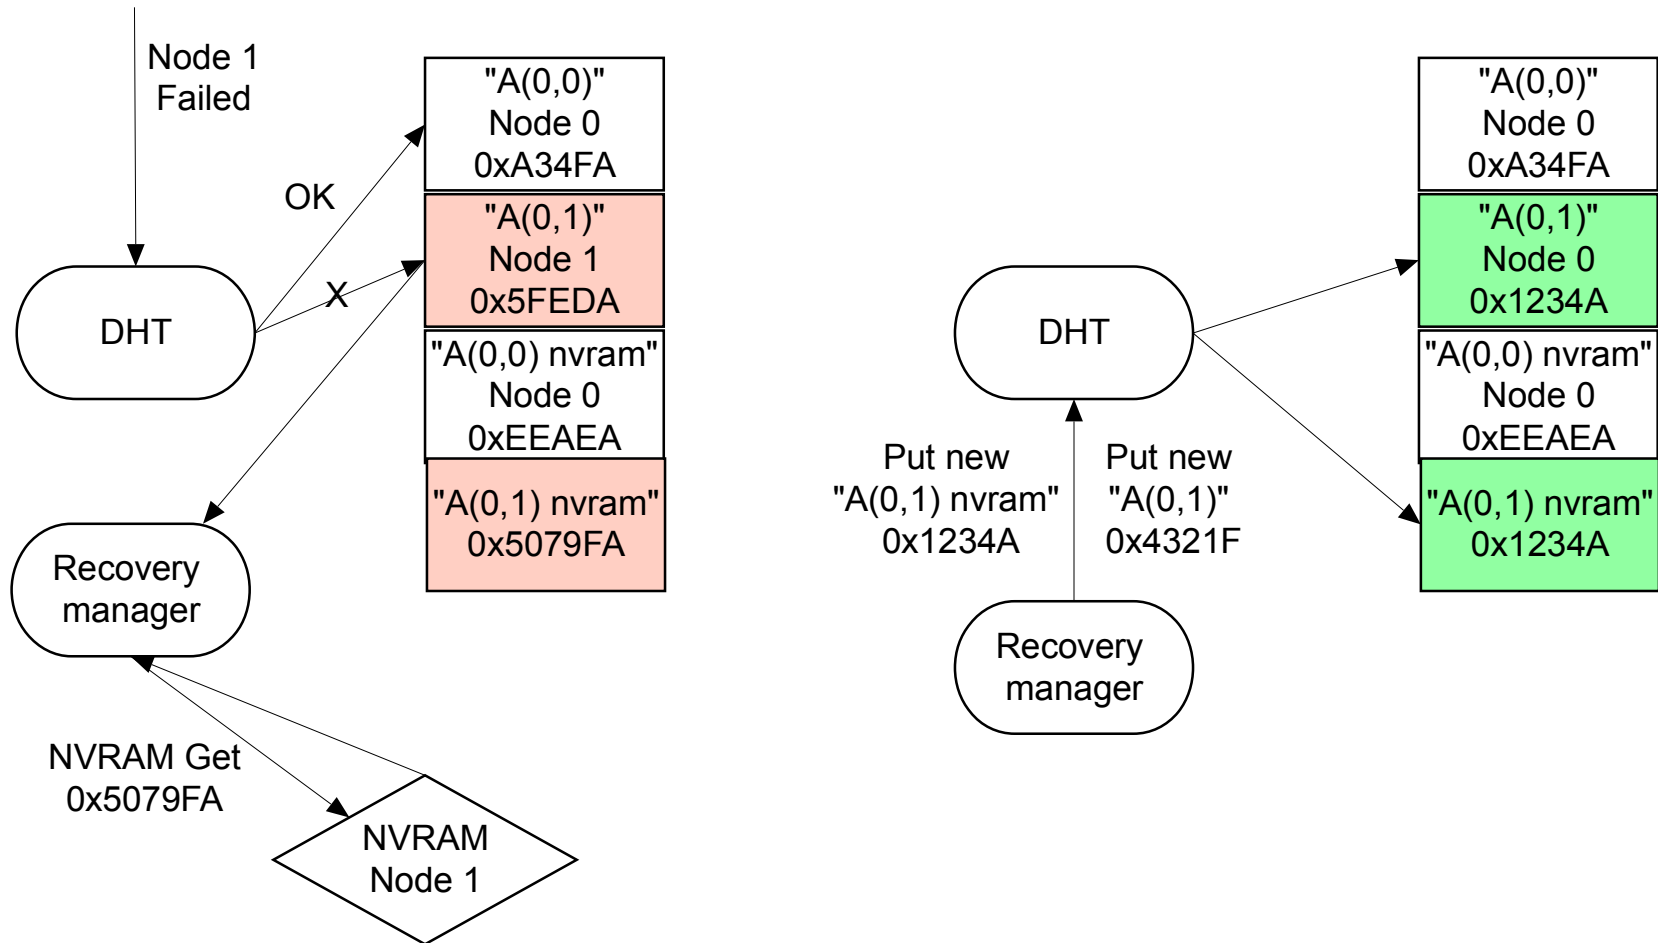 Node 1
Failed
OK
X
DHT
"A(0,0)"
Node 0
0xA34FA
"A(0,1)"
Node 1
0x5FEDA
"A(0,0) nvram"
Node 0
0xEEAEA
"A(0,1) nvram"
0x5079FA
Recovery
manager
NVRAM Get
0x5079FA
NVRAM
Node 1
DHT
Put new
"A(0,1) nvram"
0x1234A
Put new
"A(0,1)"
0x4321F
Recovery
manager
"A(0,0)"
Node 0
0xA34FA
"A(0,1)"
Node 0
0x1234A
"A(0,0) nvram"
Node 0
0xEEAEA
"A(0,1) nvram"
0x1234A